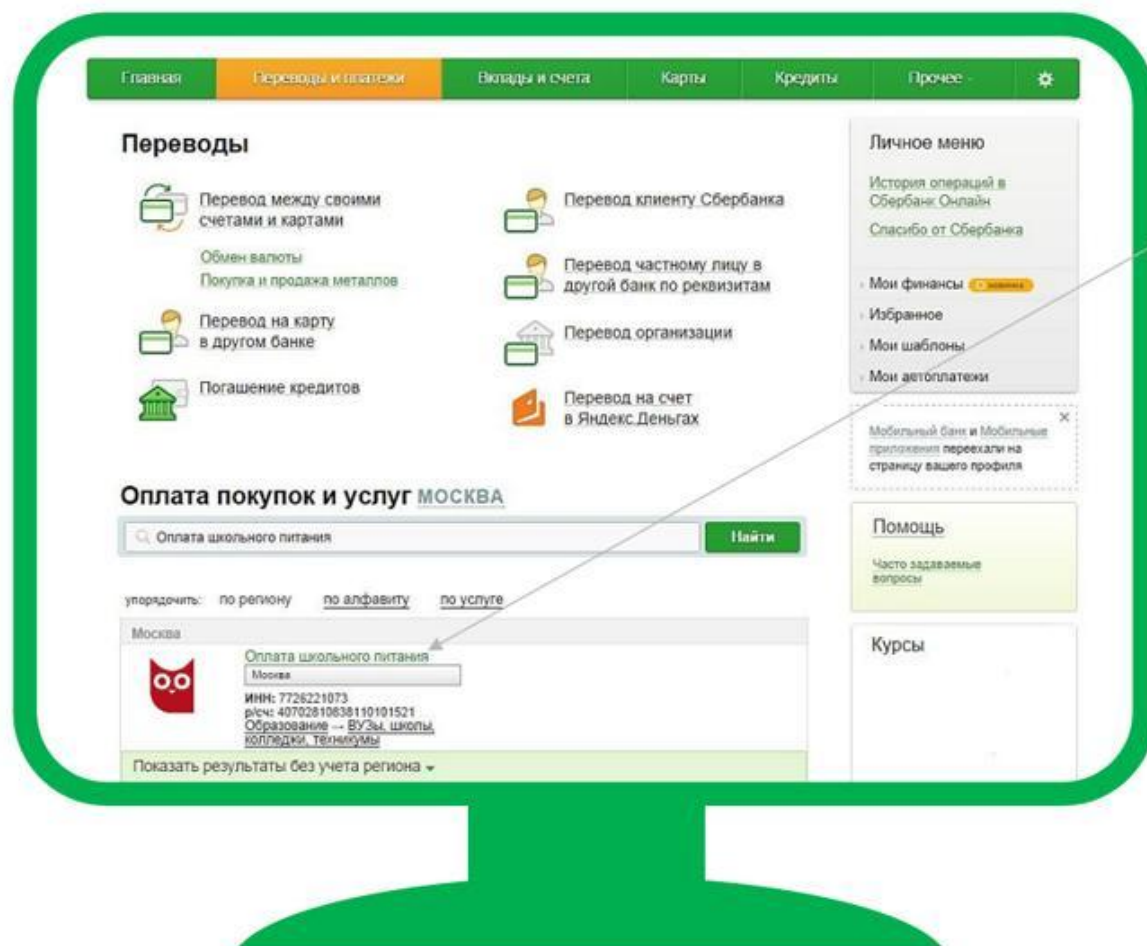 Главная Переводы и платежи Вклады и счета Карты Кредиты Прочее
Переводы
Перевод между своими
счетами и картами
Обмен валюты
Покупка и продажа металлов
Перевод на карту
в другом банке
Погашение кредитов
Перевод клиенту Сбербанка
Перевод частному лицу в
другой банк по реквизитам
Перевод организации
Перевод на счет
в Яндекс.Деньгах
Оплата покупок и услуг МОСКВА
Оплата школьного питания
Найти
упорядочить: по региону по алфавиту по услуге
Москва
Оплата школьного питания
Москва
ИНН: 7726221073
р/сч: 40702810838110101521
Образование → ВУЗы, школы,
колледжи, техникумы
Показать результаты без учета региона
Личное меню
История операций в
Сбербанк Онлайн
Спасибо от Сбербанка
Мои финансы новинка
Избранное
Мои шаблоны
Мои автоплатежи
Мобильный банк и Мобильные
приложения переехали на
страницу вашего профиля
Помощь
Часто задаваемые
вопросы
Курсы